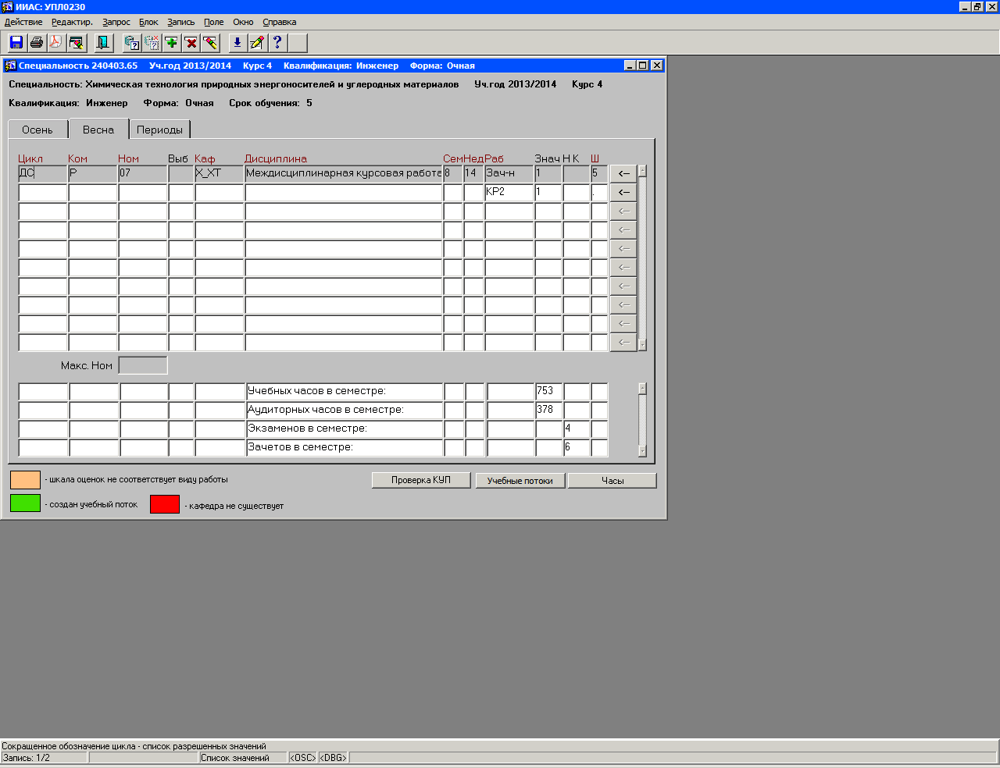 ИИАС: УПЛ0230
Действие Редактир. Запрос Блок Запись Поле Окно Справка
Специальность 240403.65 Уч.год 2013/2014 Курс 4 Квалификация: Инженер Форма: Очная
Специальность: Химическая технология природных энергоносителей и углеродных материалов Уч.год 2013/2014 Курс 4
Квалификация: Инженер Форма: Очная Срок обучения: 5
Осень Весна Периоды
Цикл Ком Ном Выб Каф Дисциплина Сем Нед Раб Знач Н К Ш
ДС Р 07 Х_ХТ Междисциплинарная курсовая работа 8 14 Зач-н 1 5 <--
КР2 1 . <--
<--
<--
<--
<--
<--
<--
<--
<--
Макс. Ном
Учебных часов в семестре: 753
Аудиторных часов в семестре: 378
Экзаменов в семестре: 4
Зачетов в семестре: 6
- шкала оценок не соответствует виду работы
Проверка КУП Учебные потоки Часы
- создан учебный поток - кафедра не существует
Сокращенное обозначение цикла - список разрешенных значений
Запись: 1/2 Список значений <OSC> <DBG>